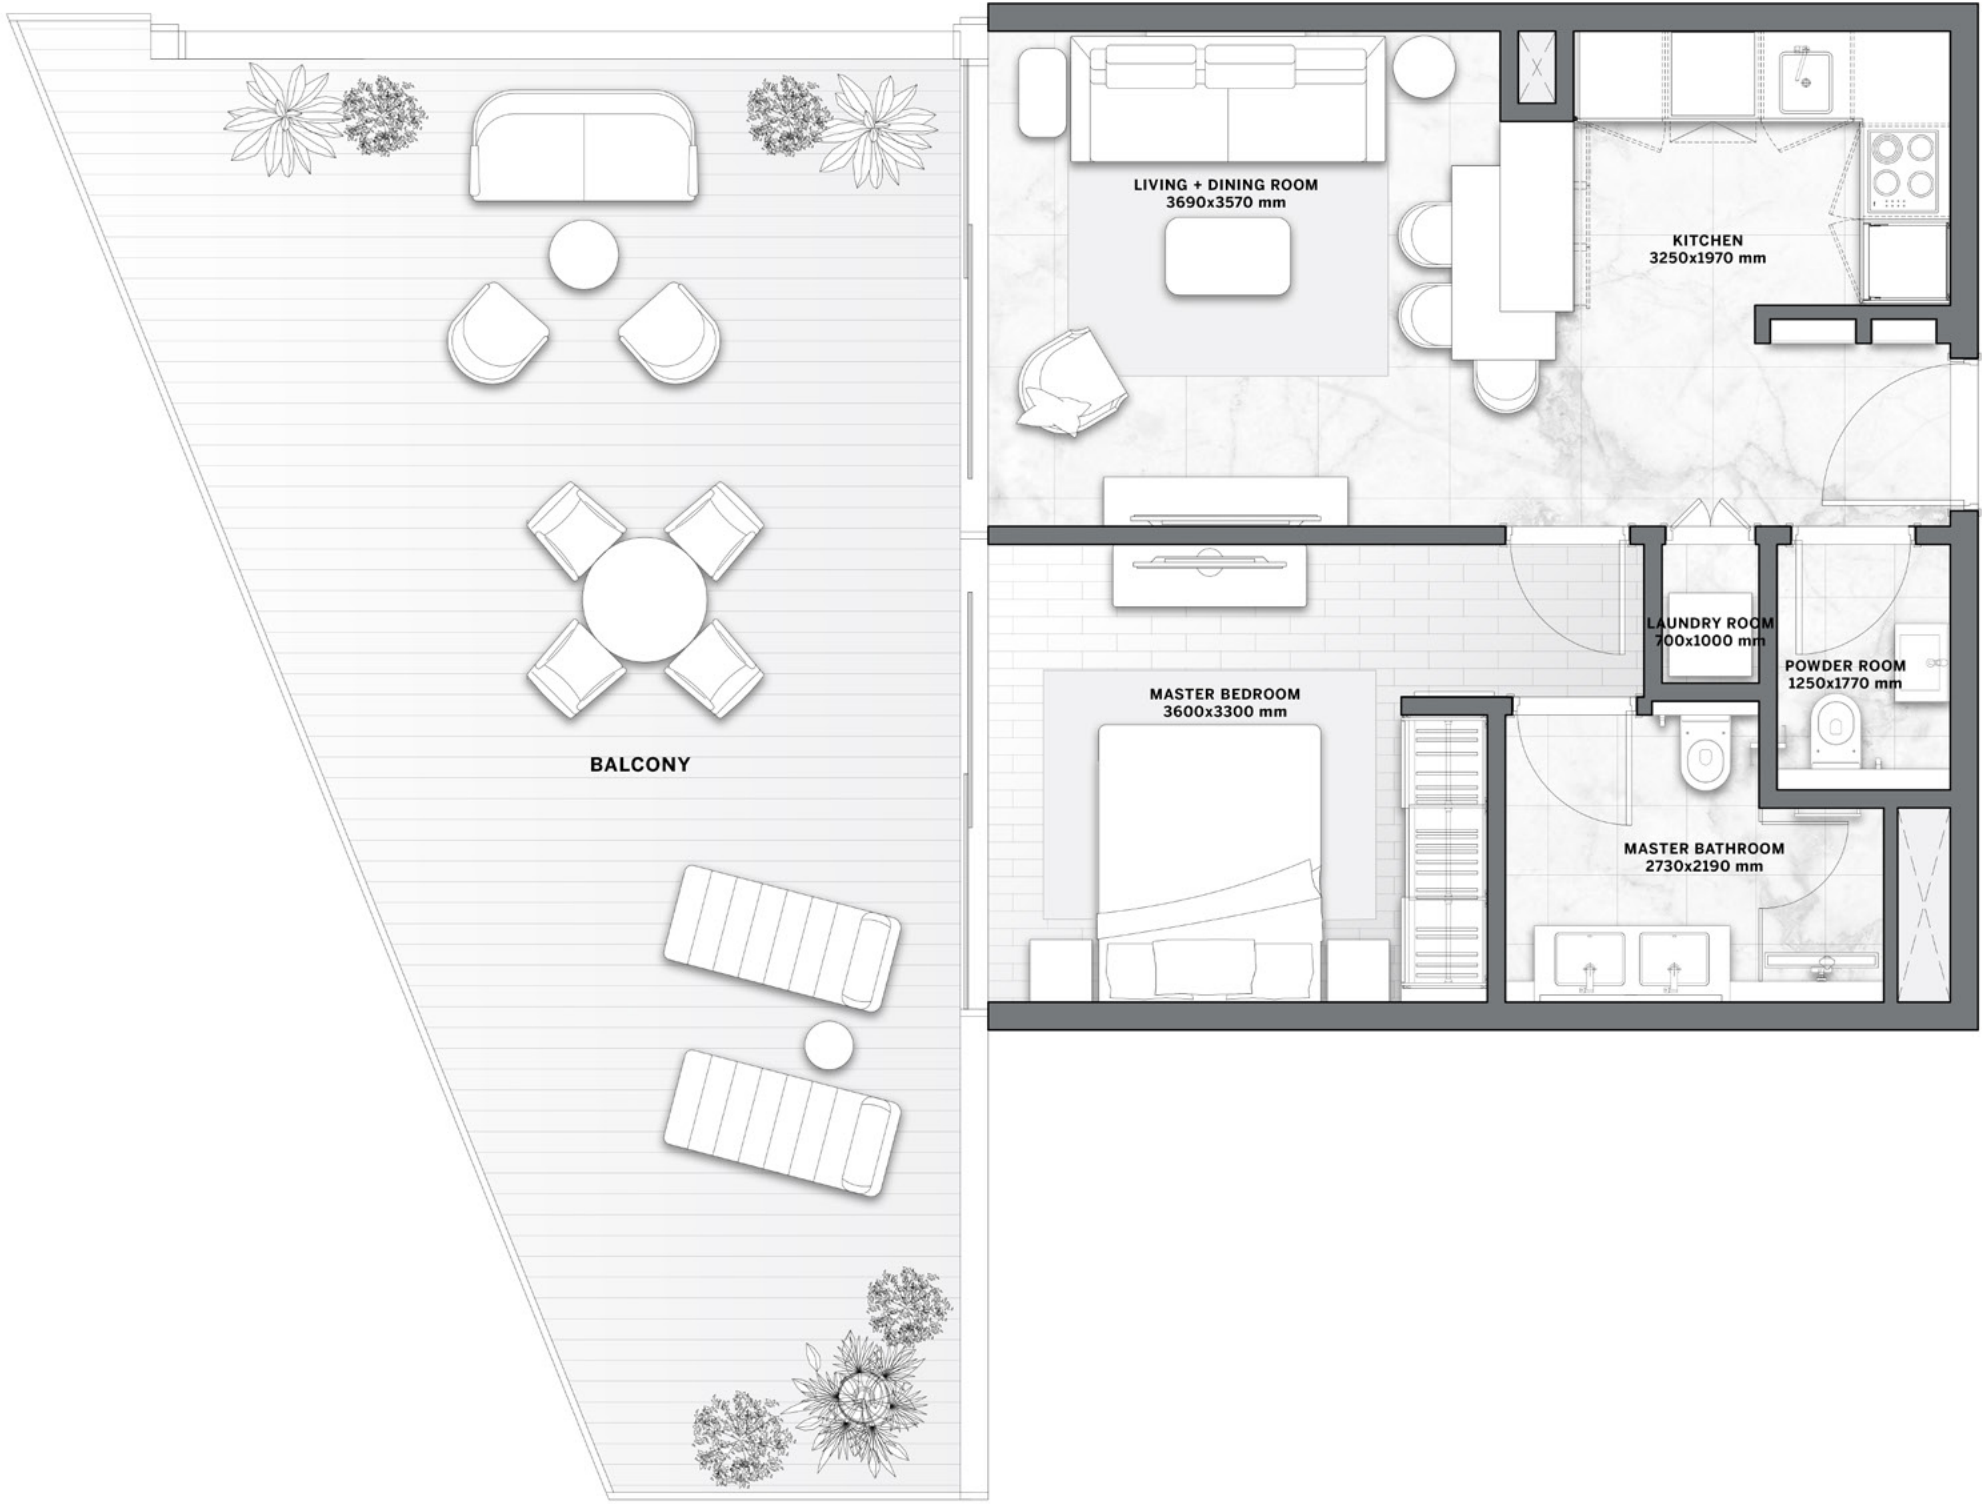 LIVING + DINING ROOM
3690x3570 mm
KITCHEN
3250x1970 mm
LAUNDRY ROOM
700x1000 mm
POWDER ROOM
1250x1770 mm
MASTER BEDROOM
3600x3300 mm
BALCONY
MASTER BATHROOM
2730x2190 mm